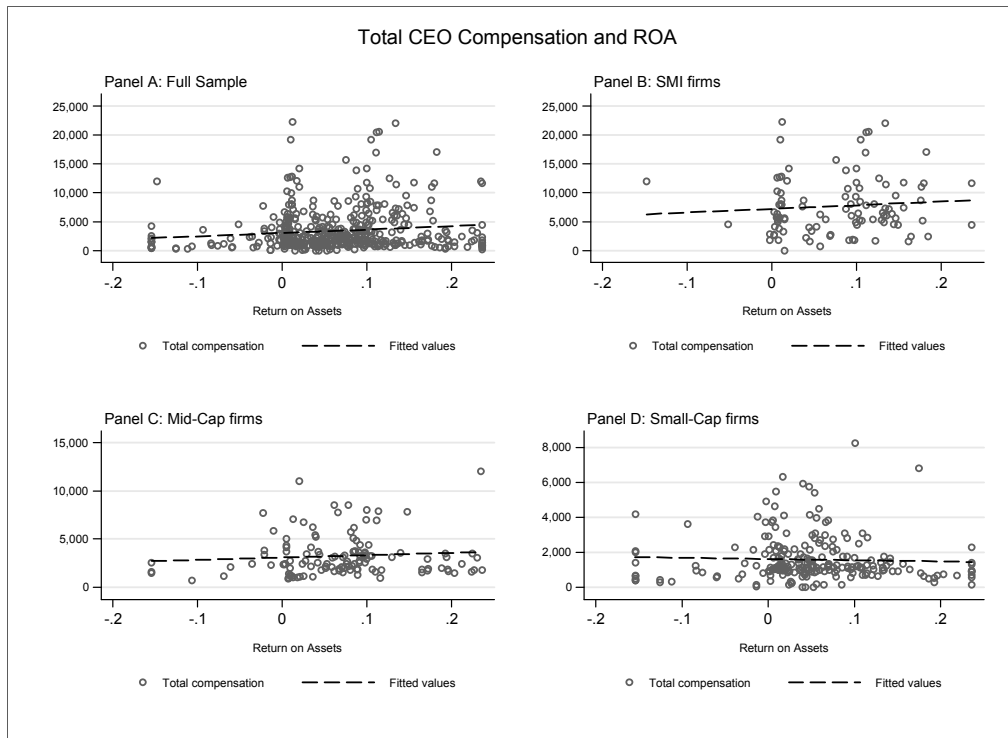 Total CEO Compensation and ROA
Panel A: Full Sample
25,000
20,000
15,000
10,000
5,000
0
-.2 -.1 0 .1 .2
Return on Assets
Total compensation Fitted values
Panel B: SMI firms
25,000
20,000
15,000
10,000
5,000
0
-.2 -.1 0 .1 .2
Return on Assets
Total compensation Fitted values
Panel C: Mid-Cap firms
15,000
10,000
5,000
0
-.2 -.1 0 .1 .2
Return on Assets
Total compensation Fitted values
Panel D: Small-Cap firms
8,000
6,000
4,000
2,000
0
-.2 -.1 0 .1 .2
Return on Assets
Total compensation Fitted values